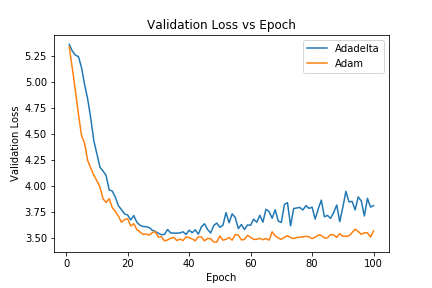 Validation Loss vs Epoch
Adadelta
Adam
5.25
5.00
4.75
4.50
4.25
4.00
3.75
3.50
Validation Loss
0 20 40 60 80 100
Epoch